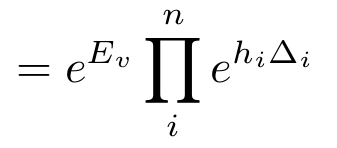 = e^{E_v} \prod_{i}^{n} e^{h_i \Delta_i}